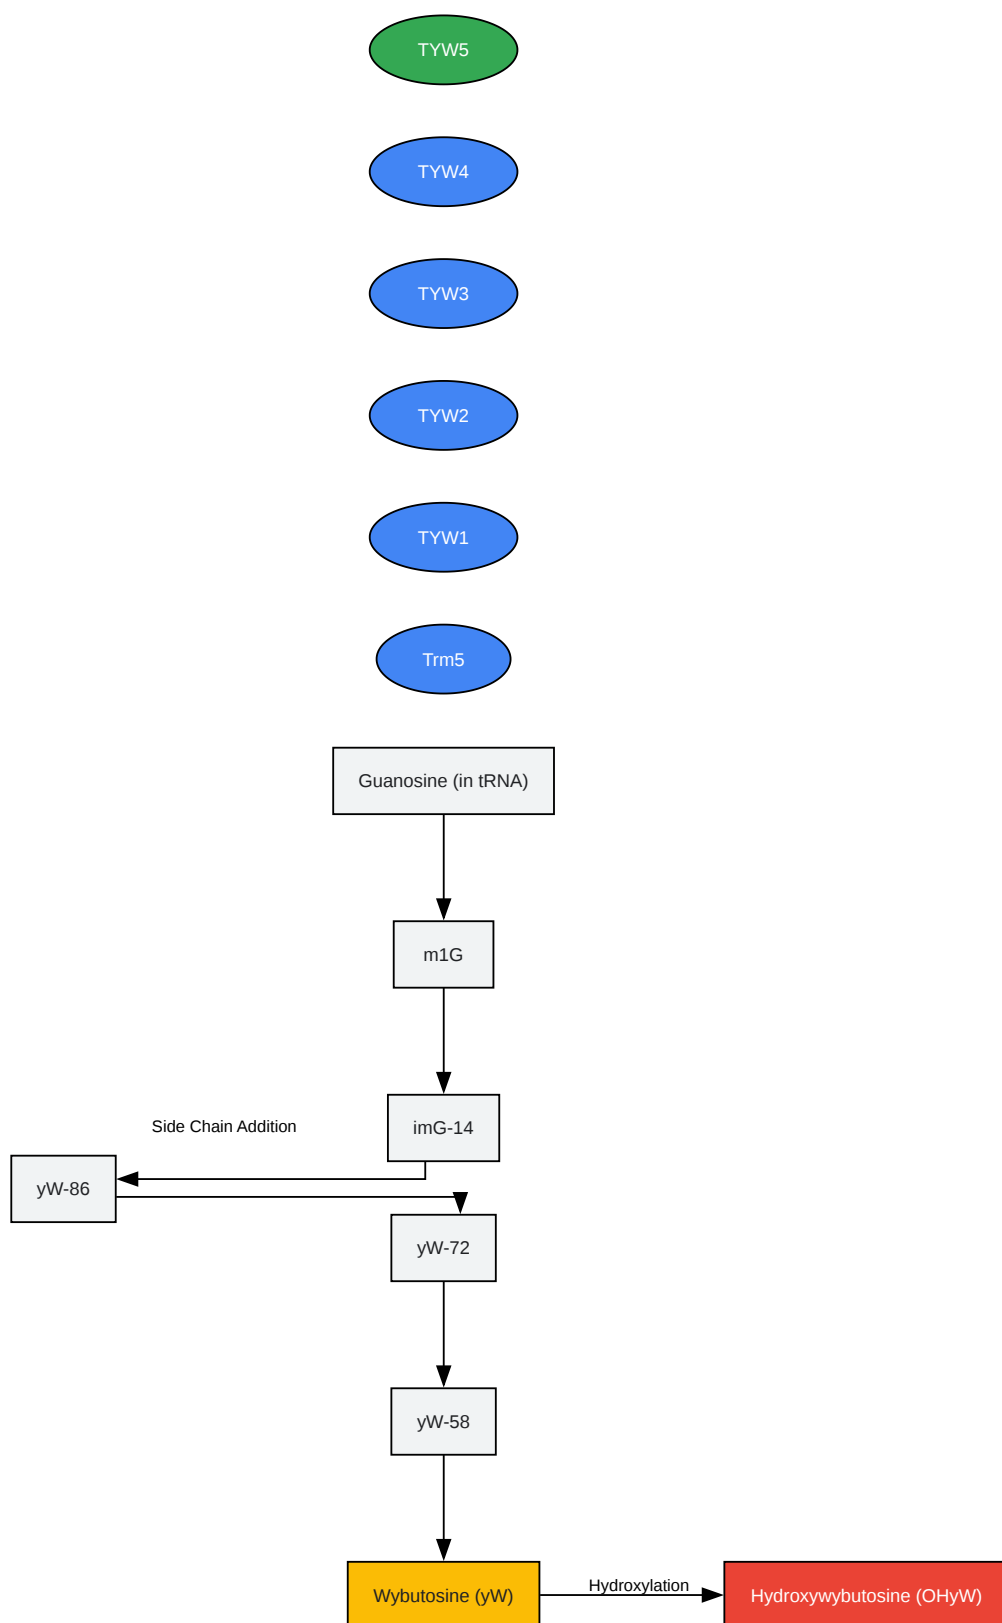 TYW5
TYW4
TYW3
TYW2
TYW1
Trm5
Guanosine (in tRNA)
m1G
imG-14
Side Chain Addition
yW-86
yW-72
yW-58
Wybutosine (yW)
Hydroxylation
Hydroxywybutosine (OHyW)